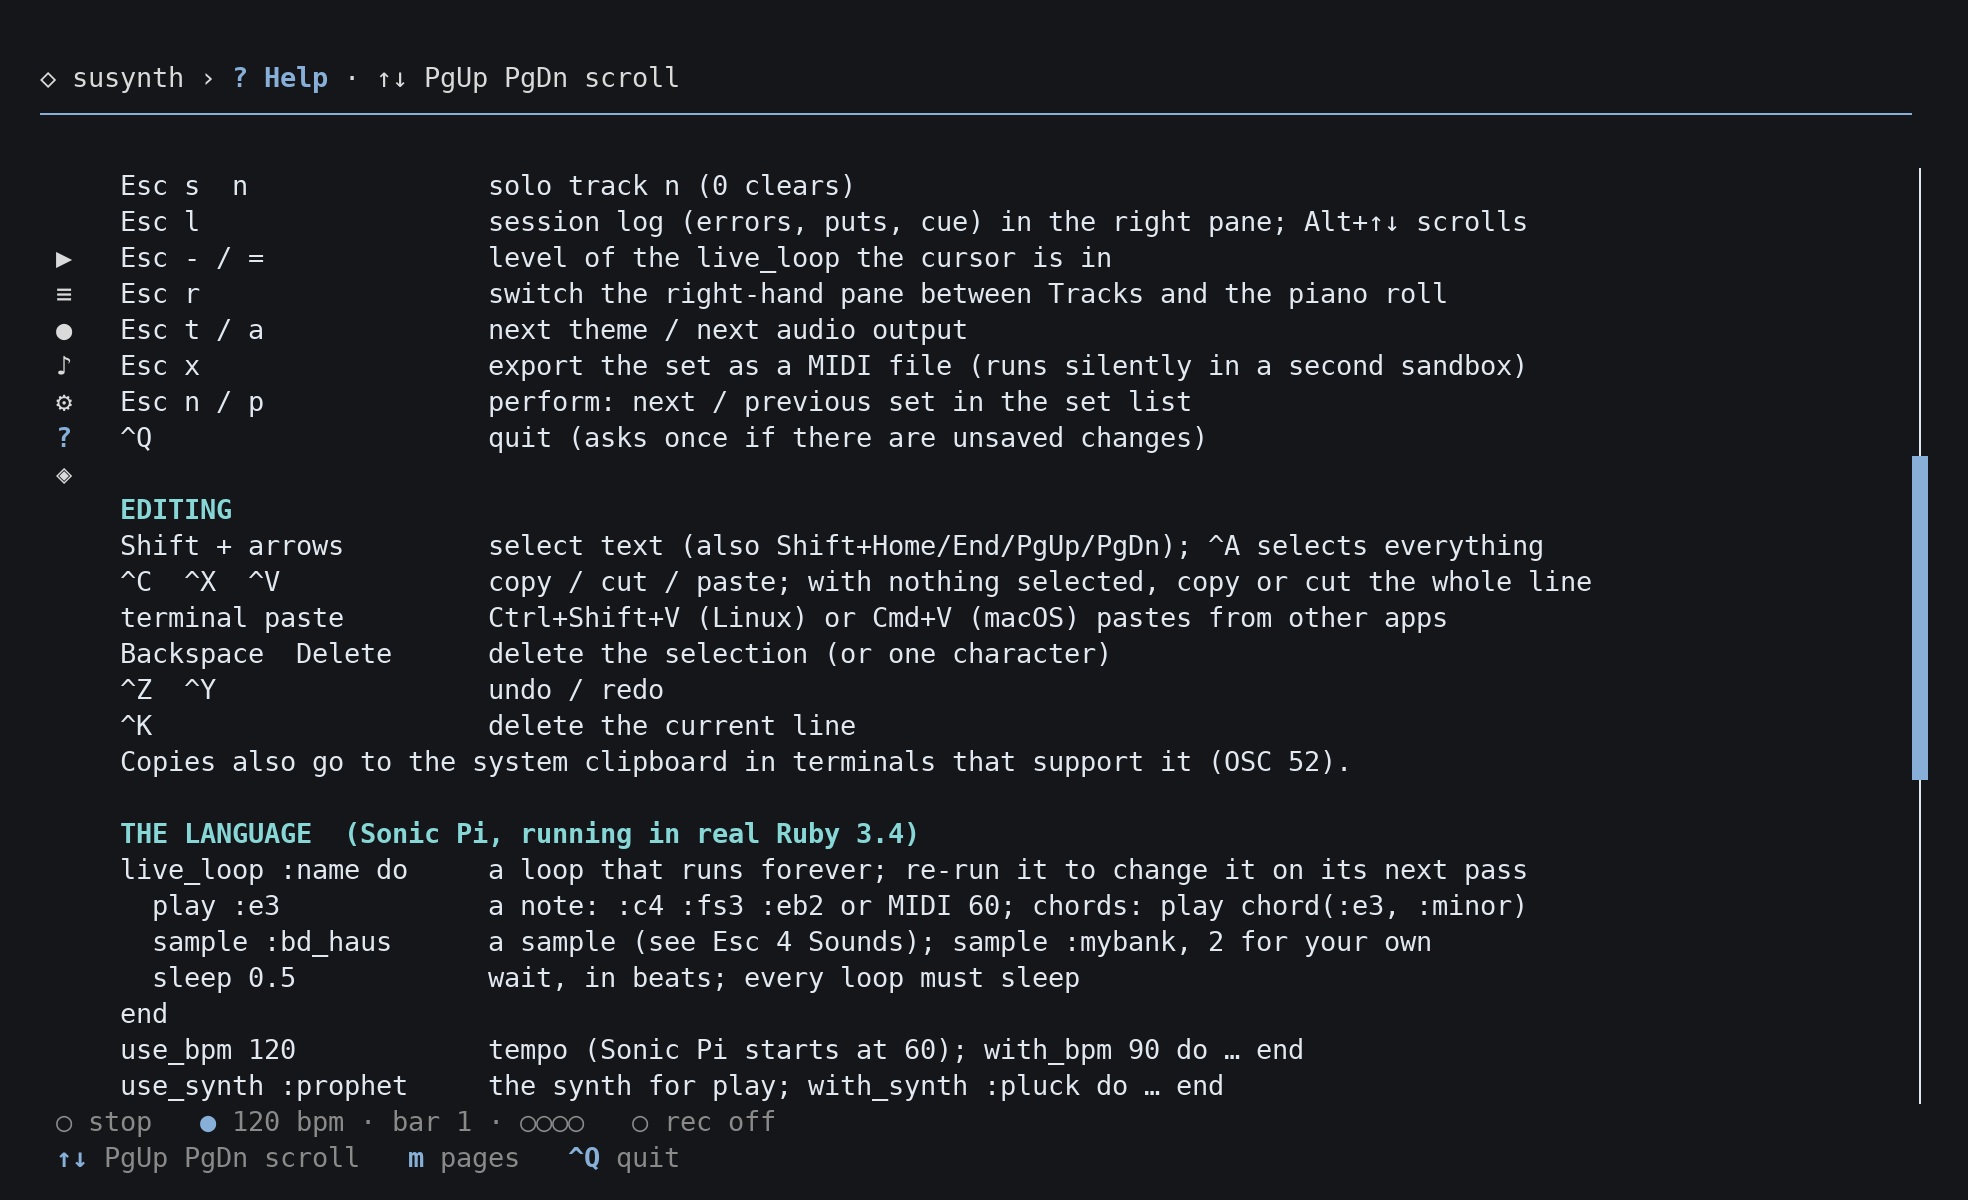 ◇ susynth › ? Help · ↑↓ PgUp PgDn scroll
Esc s  n              solo track n (0 clears)
Esc l                 session log (errors, puts, cue) in the right pane; Alt+↑↓ scrolls
▶   Esc - / =             level of the live_loop the cursor is in
≡   Esc r                 switch the right-hand pane between Tracks and the piano roll
●   Esc t / a             next theme / next audio output
♪   Esc x                 export the set as a MIDI file (runs silently in a second sandbox)
⚙   Esc n / p             perform: next / previous set in the set list
?   ^Q                    quit (asks once if there are unsaved changes)
◈
EDITING
Shift + arrows         select text (also Shift+Home/End/PgUp/PgDn); ^A selects everything
^C  ^X  ^V             copy / cut / paste; with nothing selected, copy or cut the whole line
terminal paste         Ctrl+Shift+V (Linux) or Cmd+V (macOS) pastes from other apps
Backspace  Delete      delete the selection (or one character)
^Z  ^Y                 undo / redo
^K                     delete the current line
Copies also go to the system clipboard in terminals that support it (OSC 52).
THE LANGUAGE  (Sonic Pi, running in real Ruby 3.4)
live_loop :name do     a loop that runs forever; re-run it to change it on its next pass
  play :e3             a note: :c4 :fs3 :eb2 or MIDI 60; chords: play chord(:e3, :minor)
  sample :bd_haus      a sample (see Esc 4 Sounds); sample :mybank, 2 for your own
  sleep 0.5            wait, in beats; every loop must sleep
end
use_bpm 120            tempo (Sonic Pi starts at 60); with_bpm 90 do … end
use_synth :prophet     the synth for play; with_synth :pluck do … end
○ stop   ● 120 bpm · bar 1 · ○○○○   ○ rec off
↑↓ PgUp PgDn scroll   m pages   ^Q quit